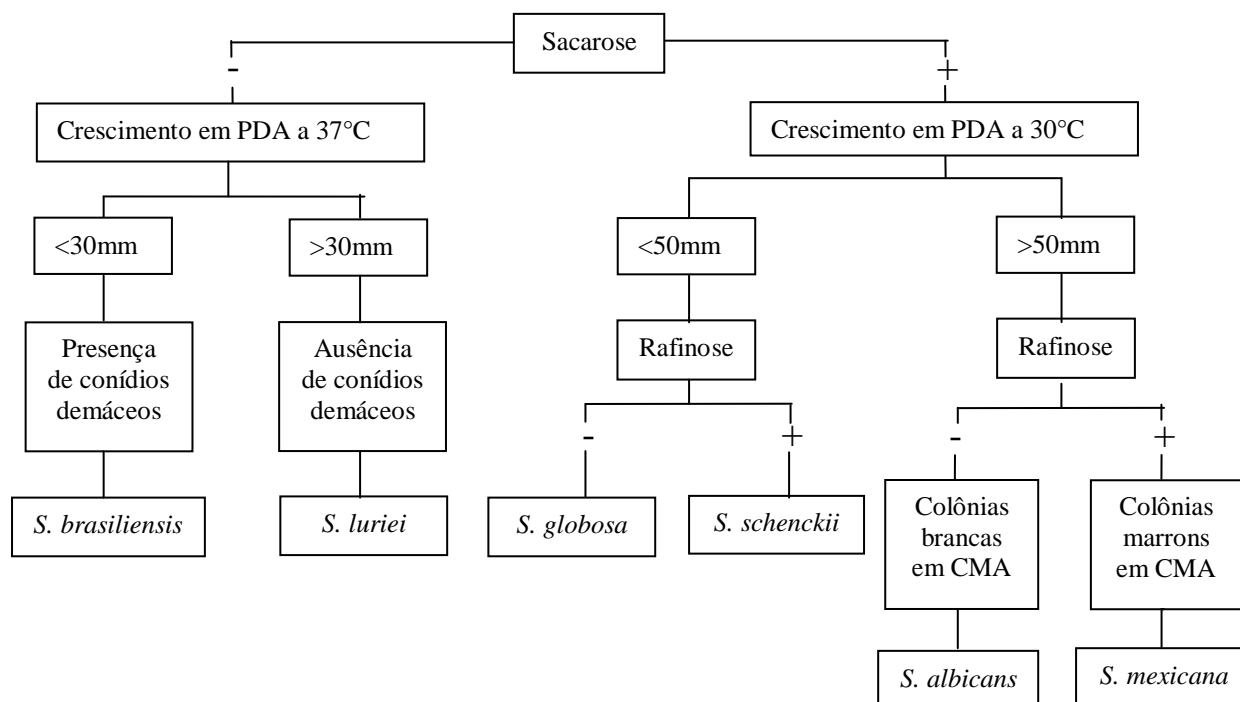 Sacarose
-
+
Crescimento em PDA a 37°C
Crescimento em PDA a 30°C
<30mm
>30mm
<50mm
>50mm
Presença
de conídios
demáceos
Ausência
de conídios
demáceos
Rafinose
Rafinose
-
+
-
+
S. brasiliensis
S. luriei
S. globosa
S. schenckii
Colônias
brancas
em CMA
Colônias
marrons
em CMA
S. albicans
S. mexicana